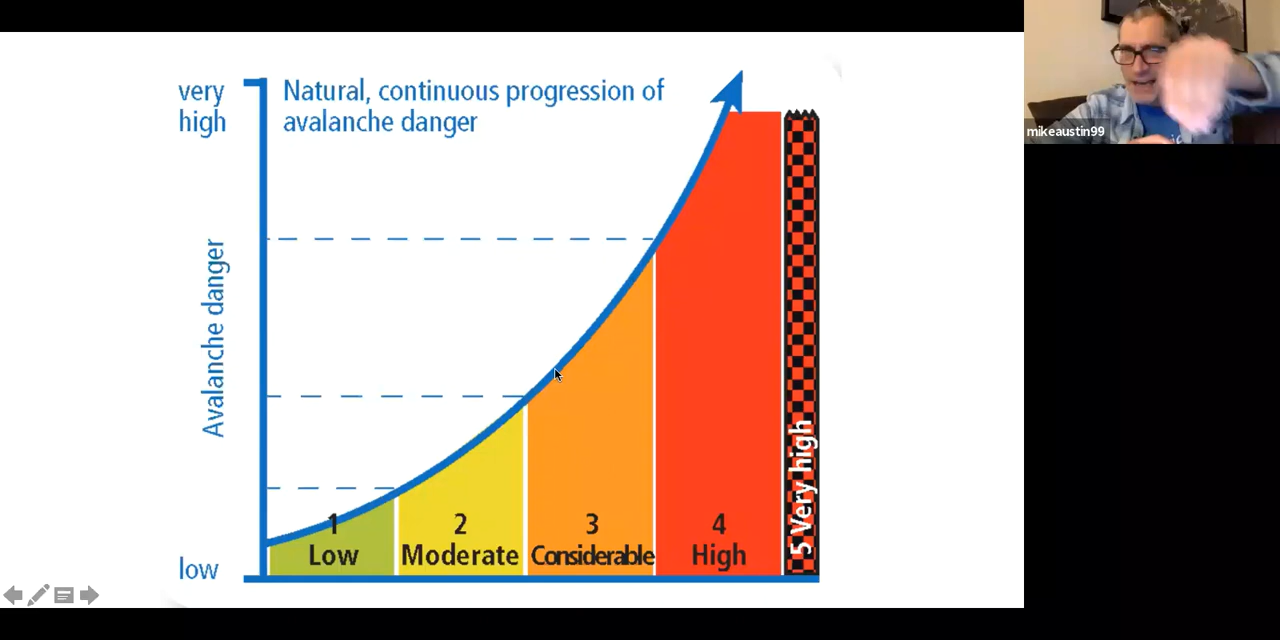 very
high
Natural, continuous progression of
avalanche danger
Avalanche danger
low
1
Low
2
Moderate
3
Considerable
4
High
5 Very high
mikeaustin99